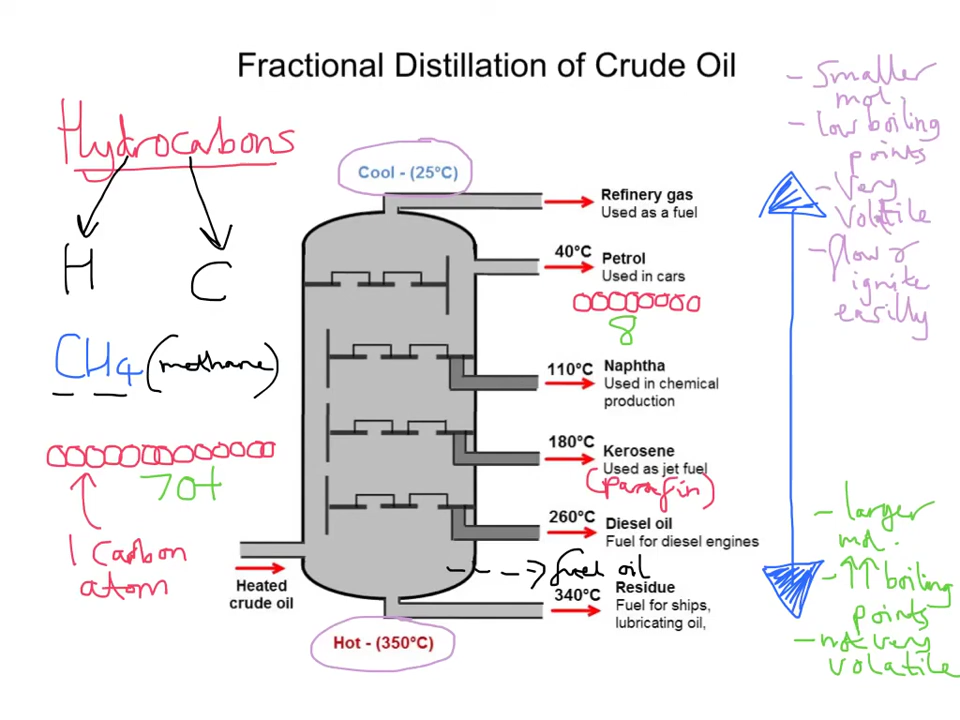 Fractional Distillation of Crude Oil
Hydrocarbons
H
C
CH4 (methane)
70+
1 Carbon
atom
Cool - (25°C)
Heated
crude oil
Hot - (350°C)
Refinery gas
Used as a fuel
40°C Petrol
Used in cars
8
110°C Naphtha
Used in chemical
production
180°C Kerosene
Used as jet fuel
(Paraffin)
260°C Diesel oil
Fuel for diesel engines
fuel oil
340°C Residue
Fuel for ships,
lubricating oil,
- Smaller
mol
- low boiling
points
- Very
Volatile
- flow &
ignite
easilly
- larger
mol.
- ↑↑ boiling
points
- not very
volatile